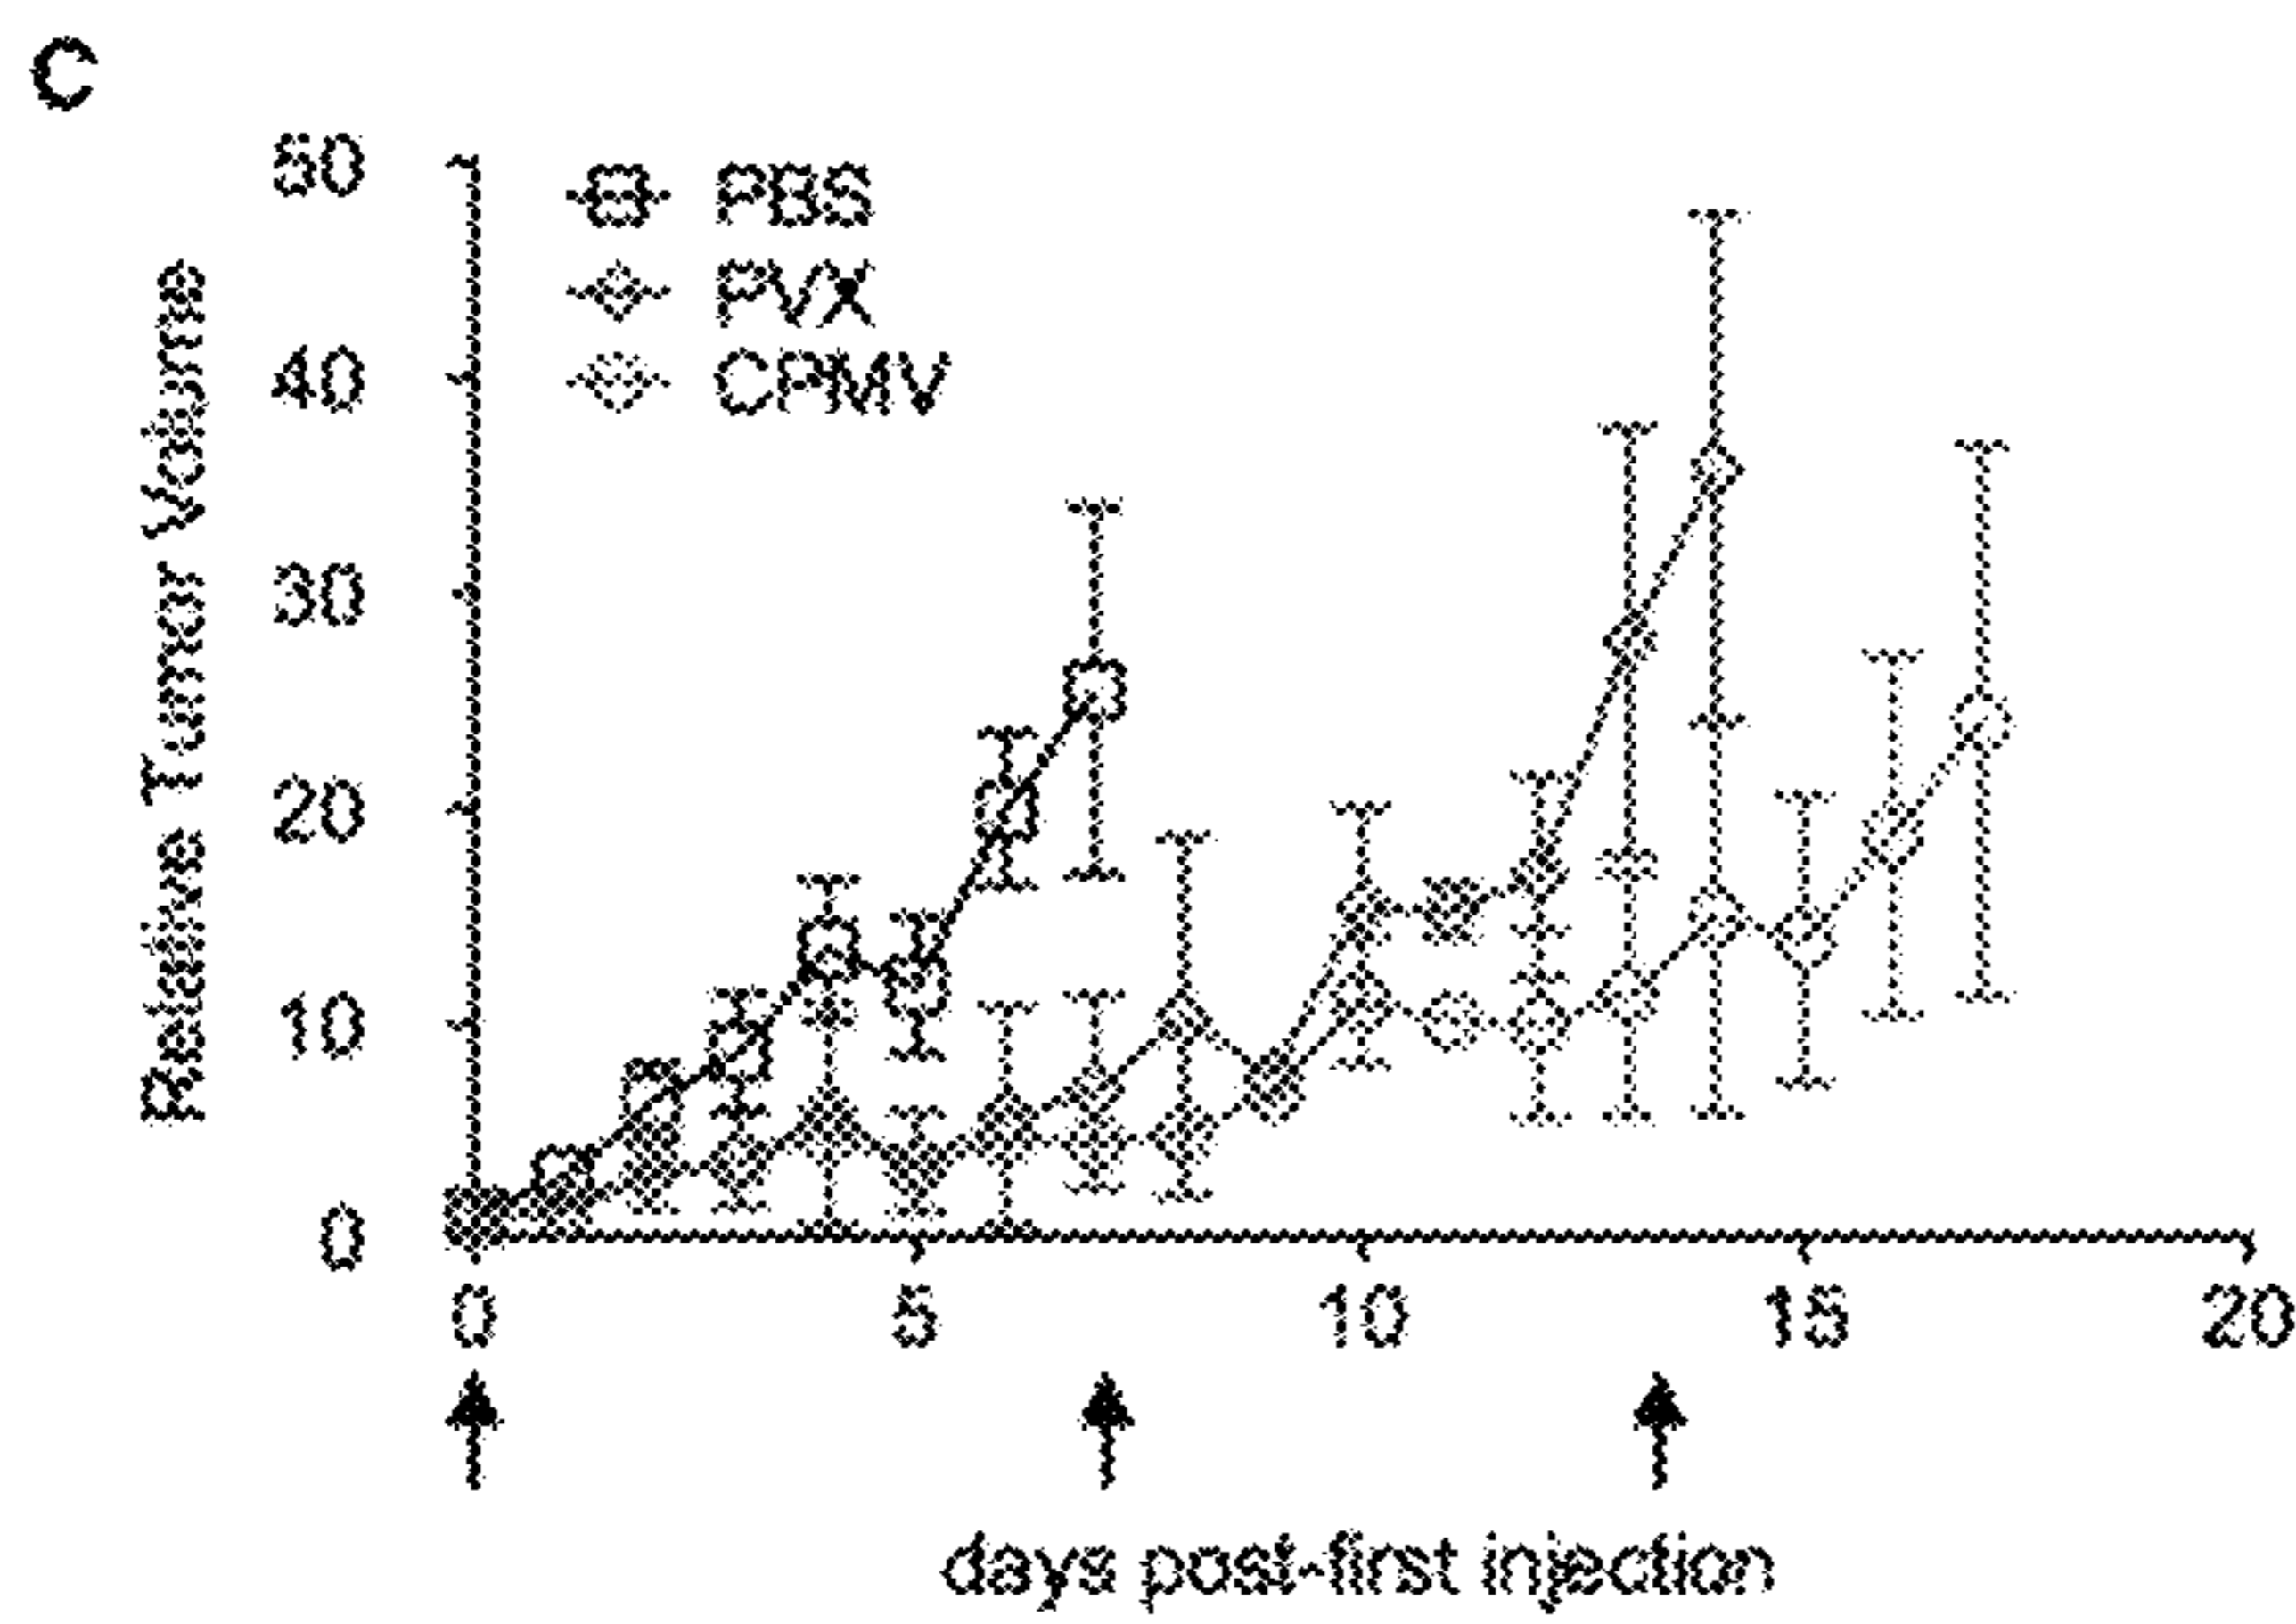 C
50
40
30
20
10
0
Relative Tumor Volume
PBS
PVX
CPMV
0 5 10 15 20
days post-first injection